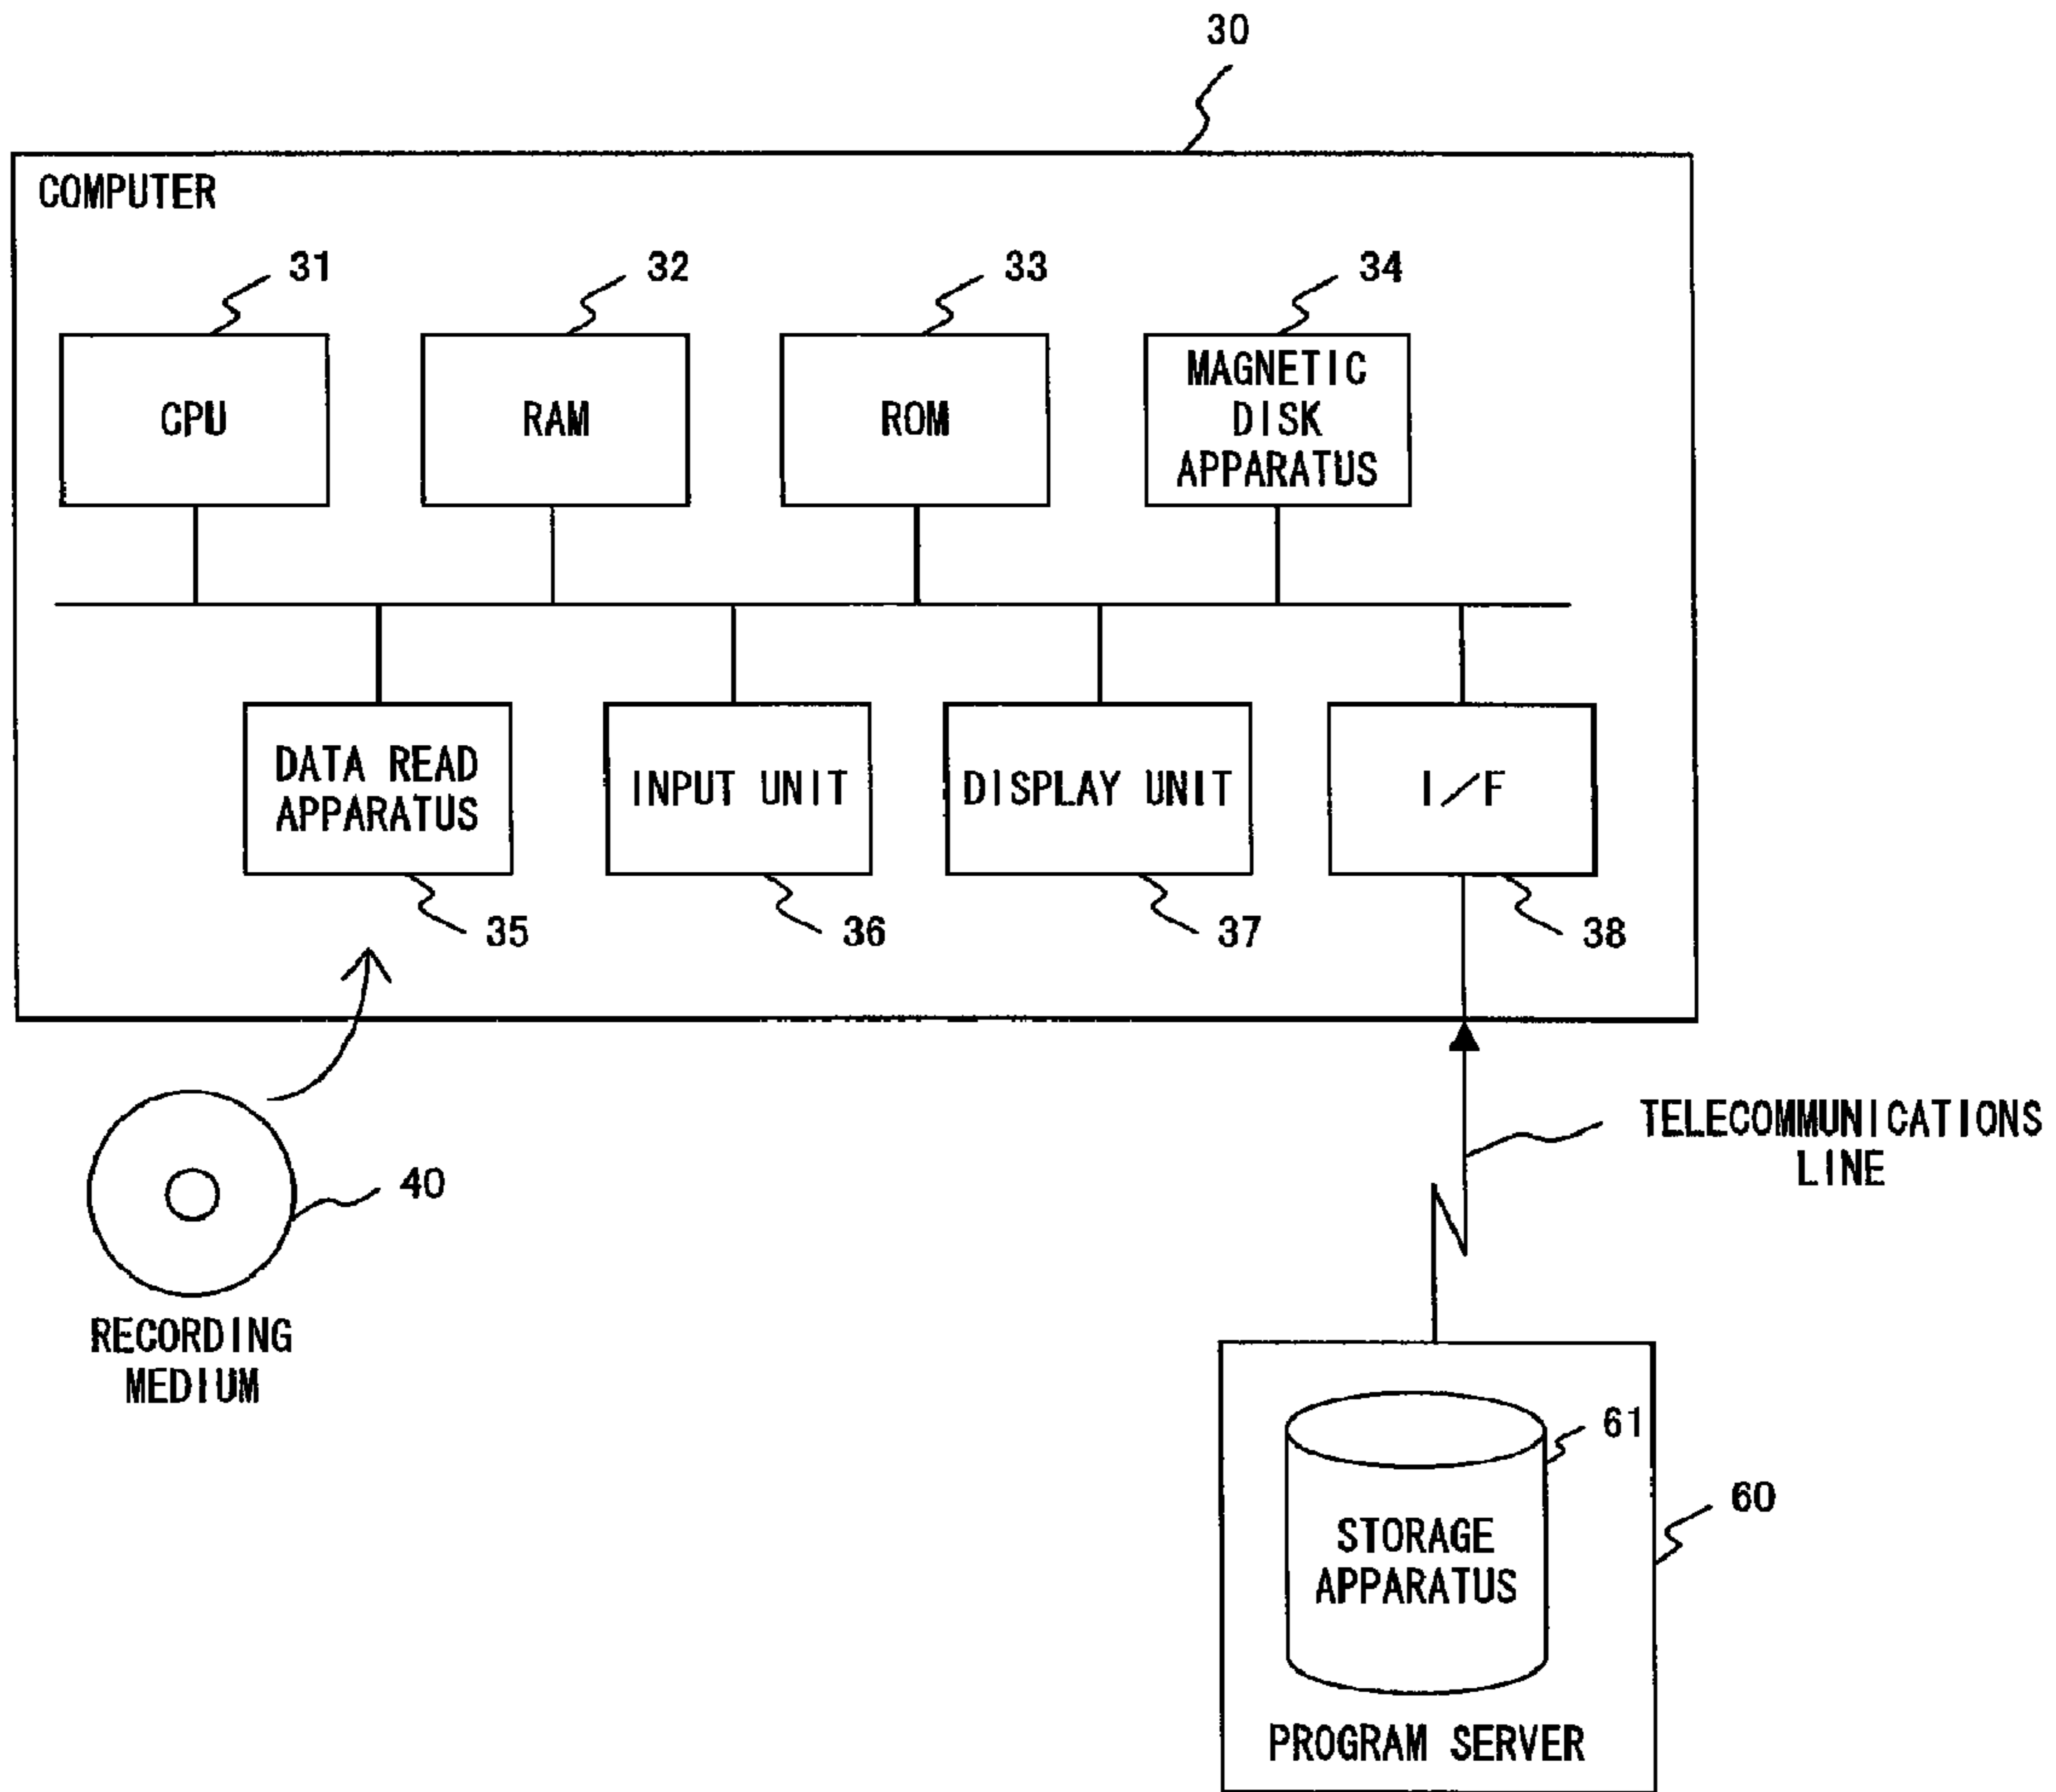 30
COMPUTER
31
32
33
34
CPU
RAM
ROM
MAGNETIC
DISK
APPARATUS
DATA READ
APPARATUS
INPUT UNIT
DISPLAY UNIT
I/F
35
36
37
38
TELECOMMUNICATIONS
LINE
40
RECORDING
MEDIUM
61
60
STORAGE
APPARATUS
PROGRAM SERVER